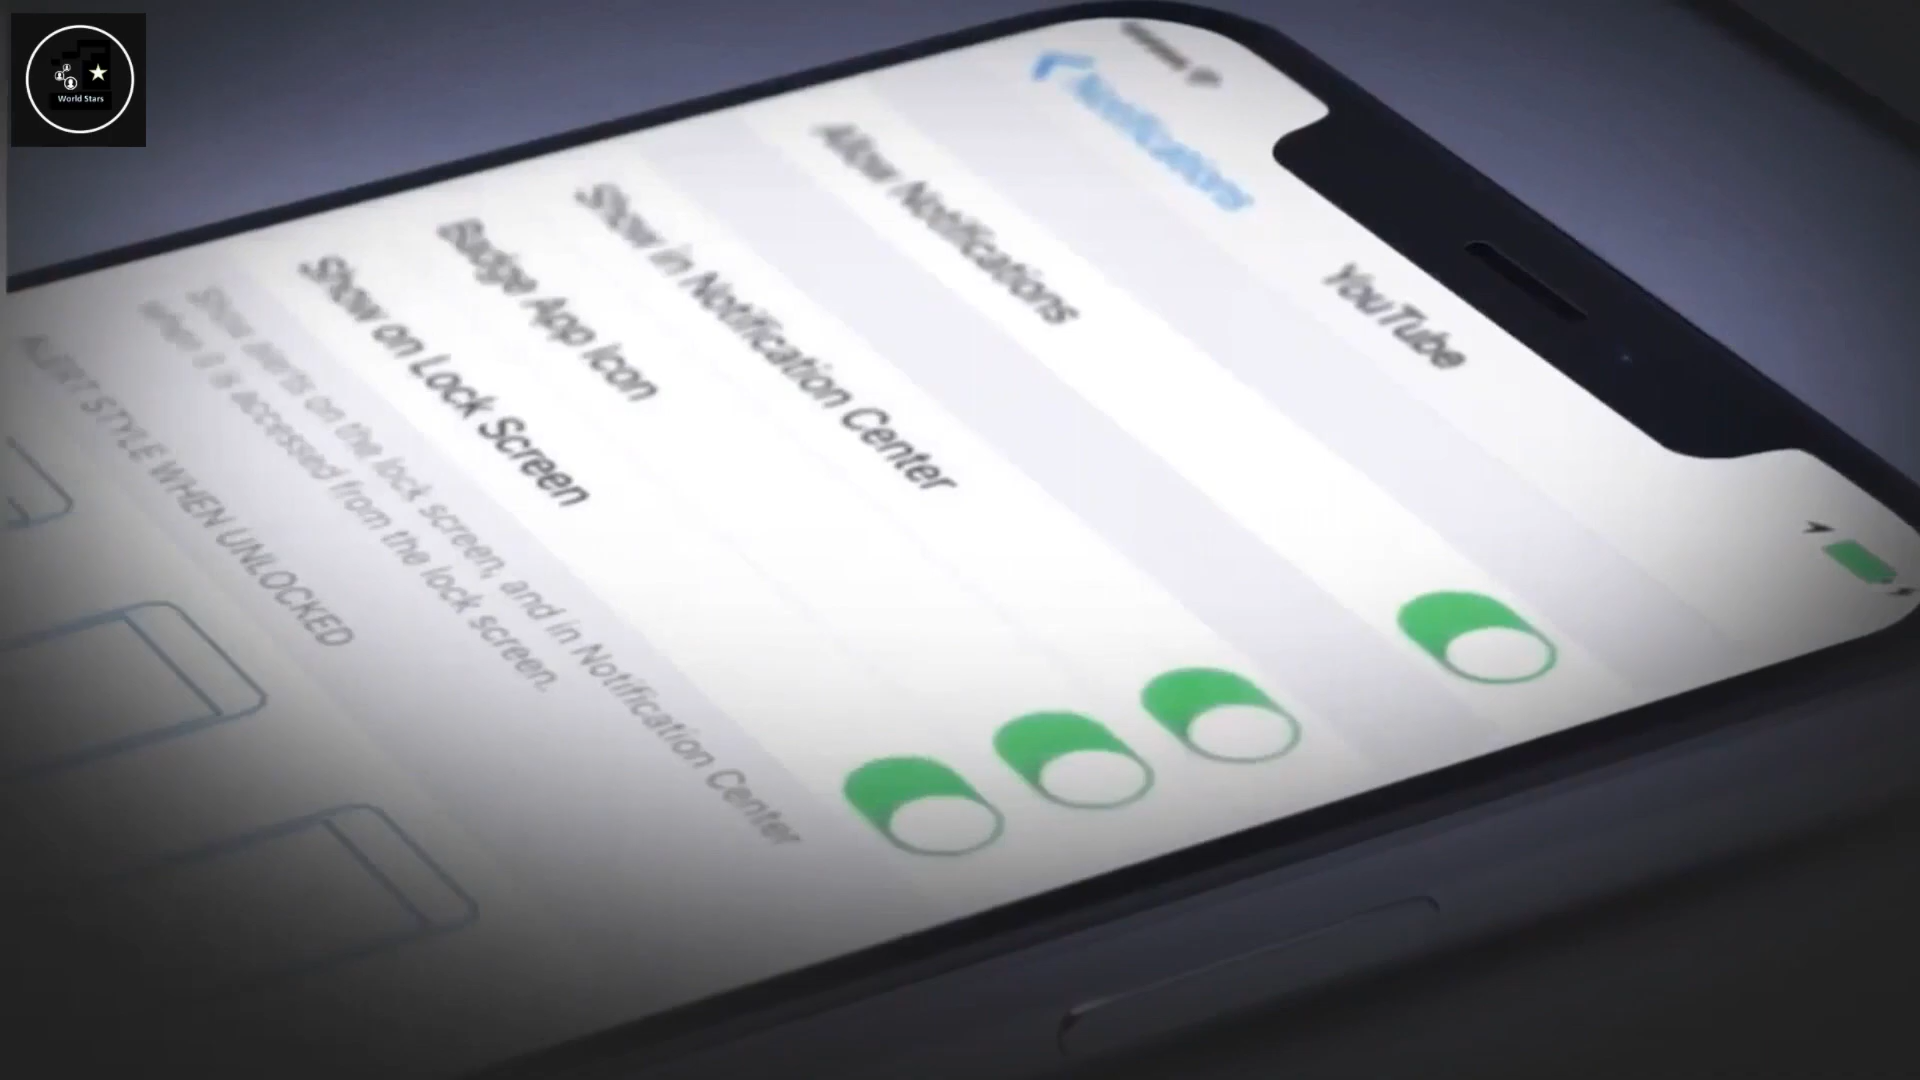 World Stars
Notifications
YouTube
Allow Notifications
Show in Notification Center
Badge App Icon
Show on Lock Screen
Show alerts on the lock screen, and in Notification Center
when it is accessed from the lock screen.
ALERT STYLE WHEN UNLOCKED